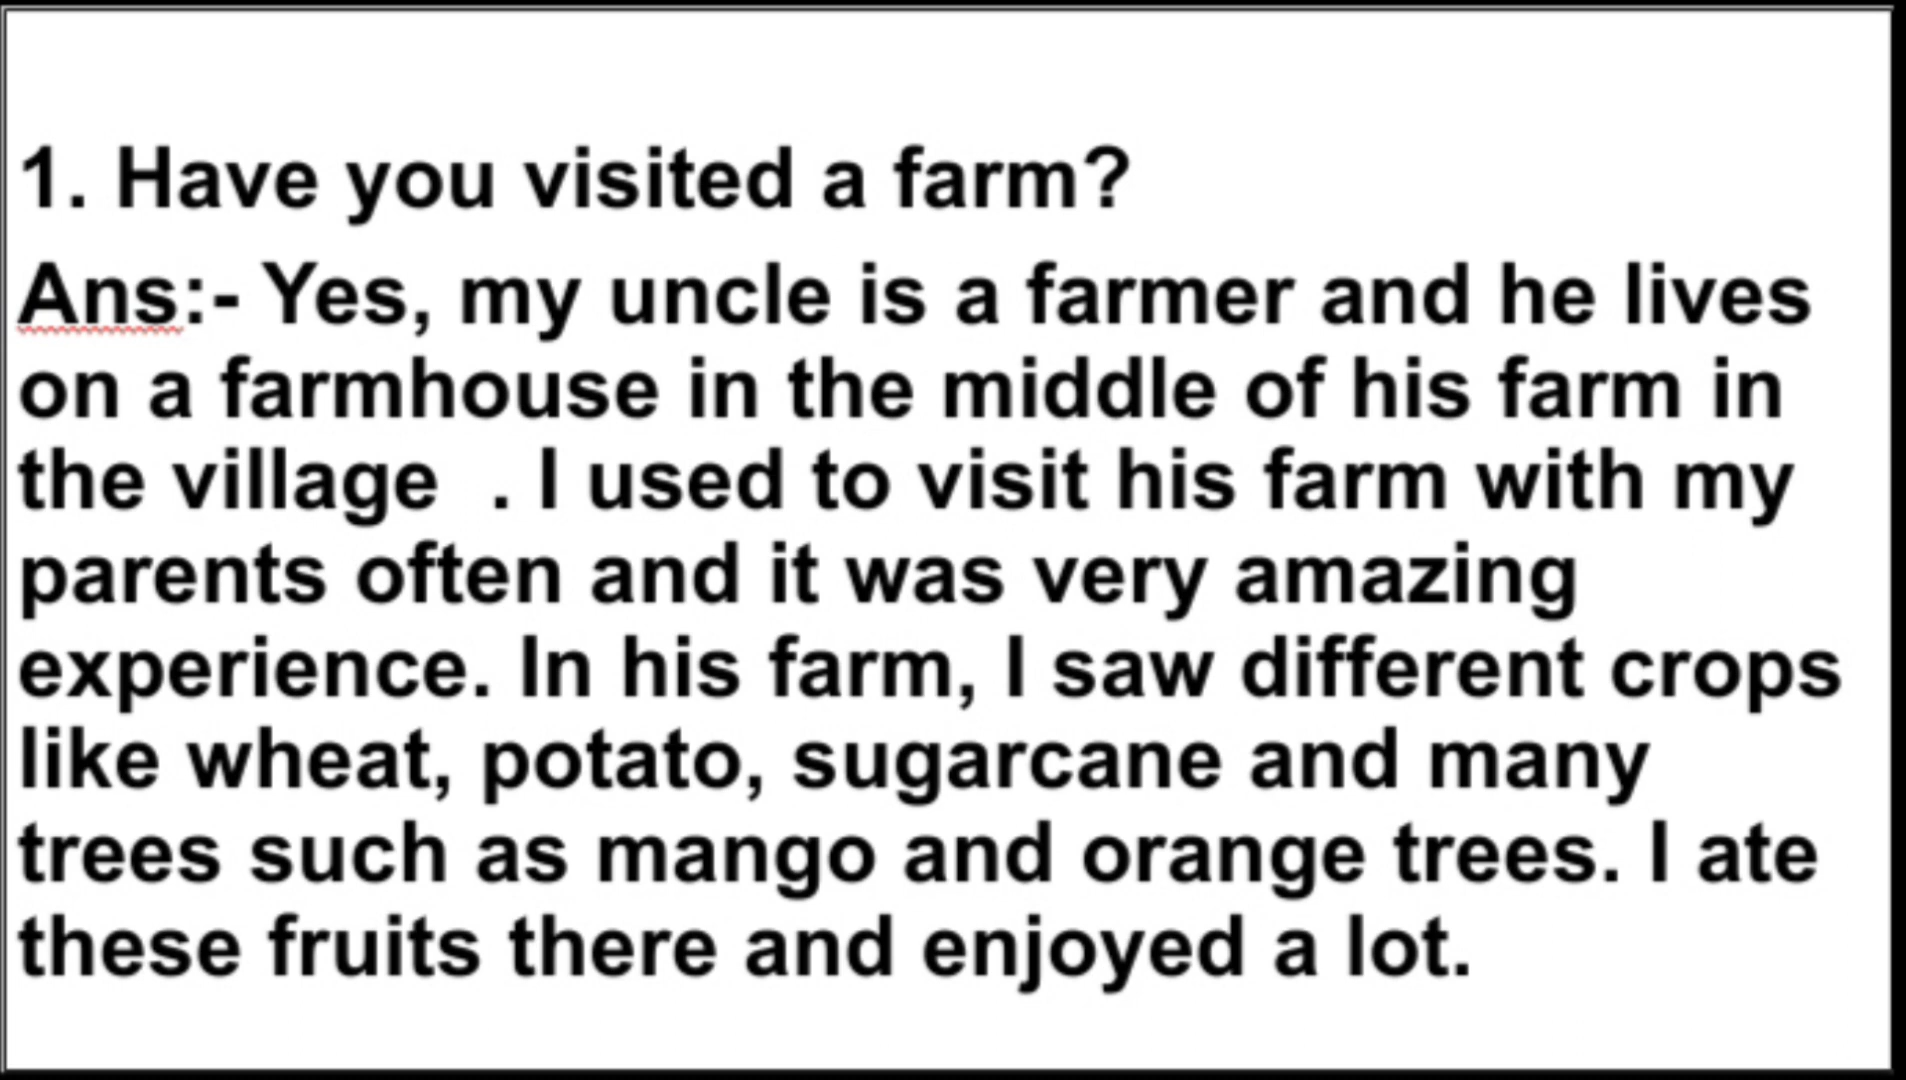 1. Have you visited a farm?
Ans:- Yes, my uncle is a farmer and he lives
on a farmhouse in the middle of his farm in
the village  . I used to visit his farm with my
parents often and it was very amazing
experience. In his farm, I saw different crops
like wheat, potato, sugarcane and many
trees such as mango and orange trees. I ate
these fruits there and enjoyed a lot.